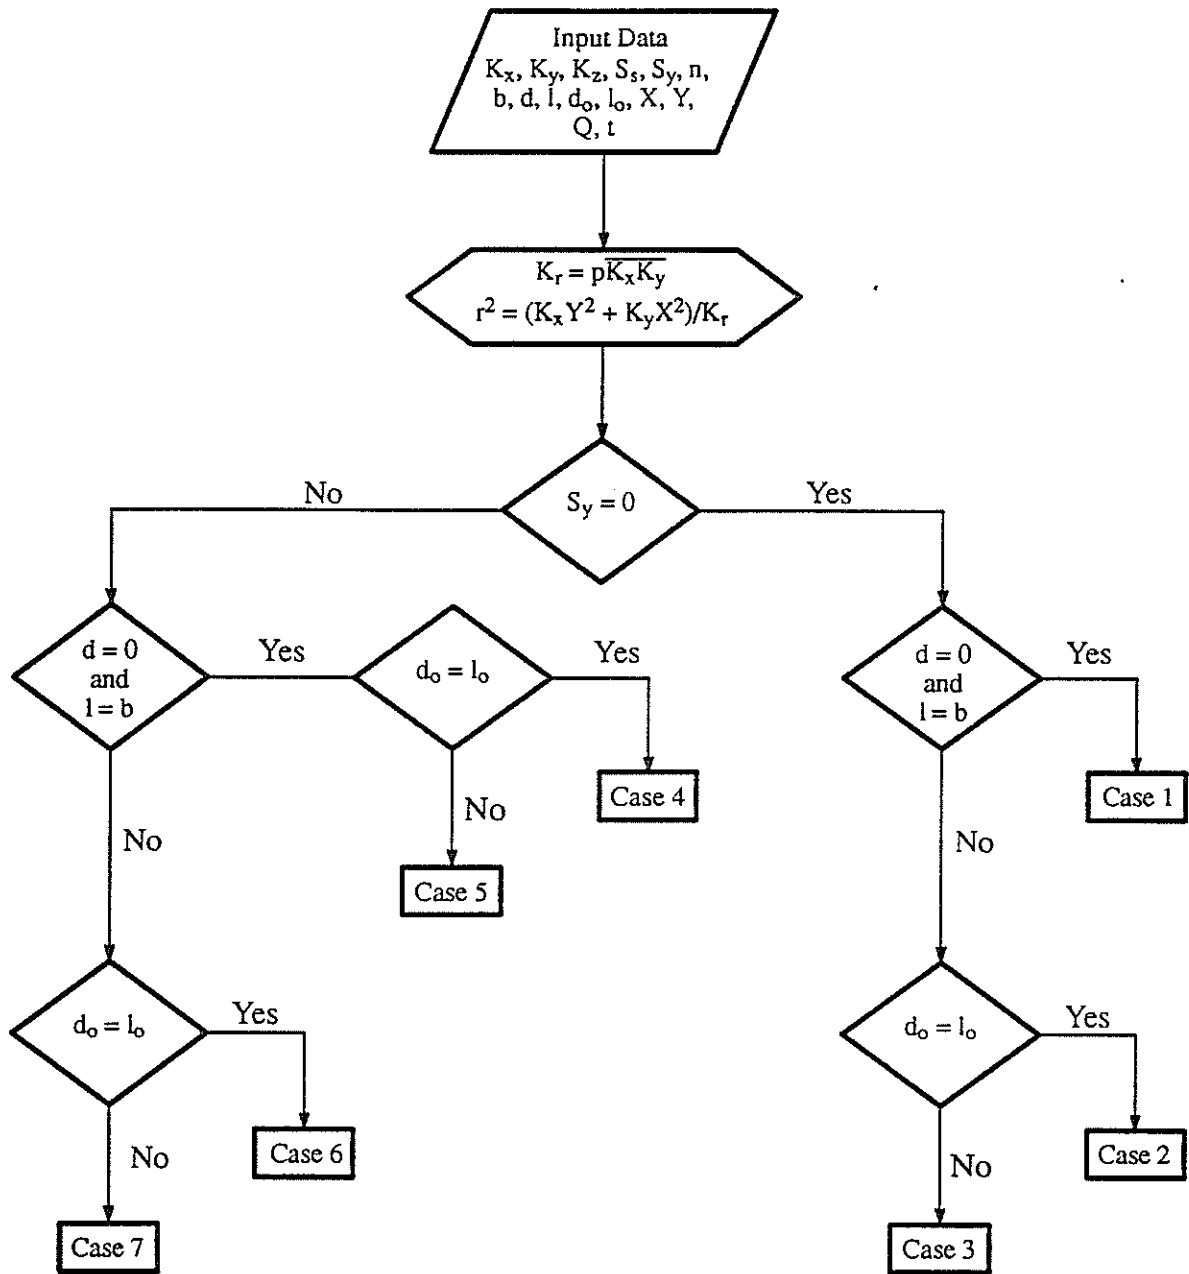 Input Data
Kx, Ky, Kz, Ss, Sy, n,
b, d, l, do, lo, X, Y,
Q, t
Kr = pK̅x̅K̅y̅
r² = (KxY² + KyX²)/Kr
Sy = 0
No
Yes
d = 0
and
l = b
Yes
do = lo
Yes
d = 0
and
l = b
Yes
Case 4
Case 1
No
No
No
Case 5
do = lo
Yes
do = lo
Yes
Case 6
Case 2
No
No
Case 7
Case 3